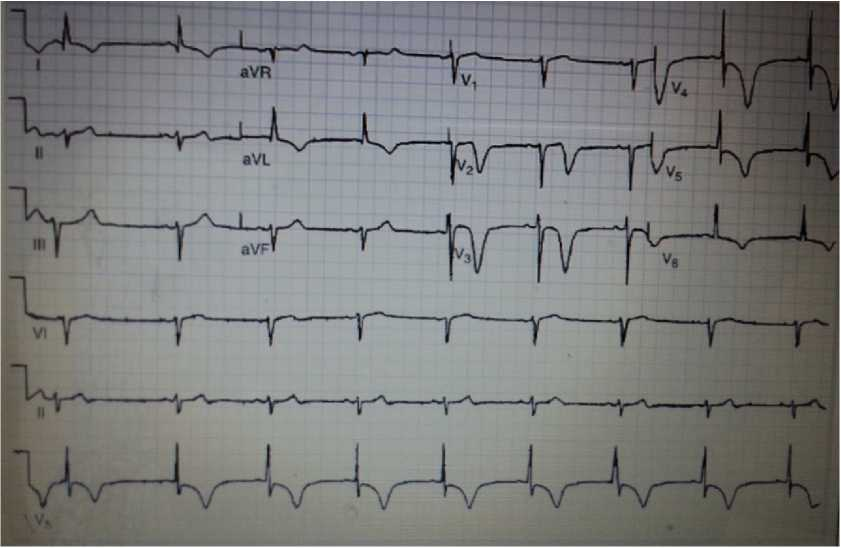 I aVR V₁ V₄
II aVL V₂ V₅
III aVF V₃ V₆
VI
II
V₅